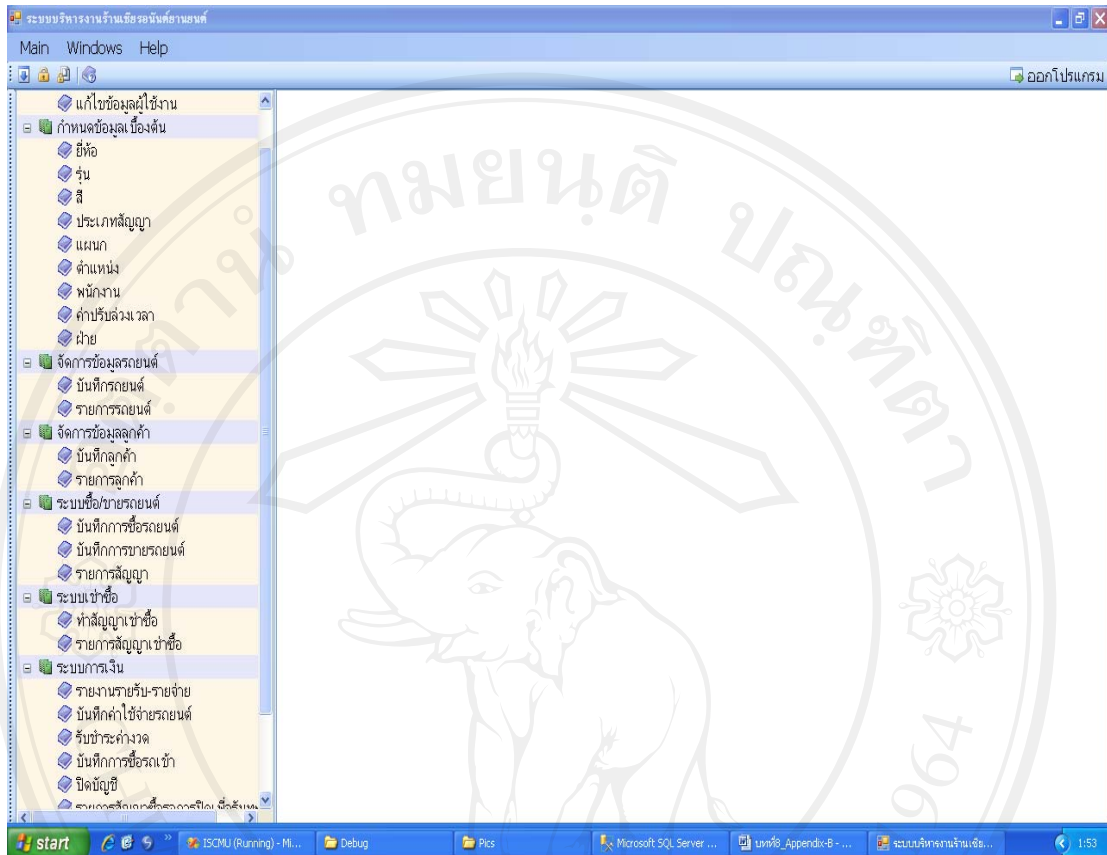 ระบบบริหารงานร้านเชียรอนันต์ยานยนต์
Main Windows Help
ออกโปรแกรม
แก้ไขข้อมูลผู้ใช้งาน
กำหนดข้อมูลเบื้องต้น
ยี่ห้อ
รุ่น
สี
ประเภทสัญญา
แผนก
ตำแหน่ง
พนักงาน
ค่าปรับล่วงเวลา
ฝ่าย
จัดการข้อมูลรถยนต์
บันทึกรถยนต์
รายการรถยนต์
จัดการข้อมูลลูกค้า
บันทึกลูกค้า
รายการลูกค้า
ระบบซื้อ/ขายรถยนต์
บันทึกการซื้อรถยนต์
บันทึกการขายรถยนต์
รายการสัญญา
ระบบเช่าซื้อ
ทำสัญญาเช่าซื้อ
รายการสัญญาเช่าซื้อ
ระบบการเงิน
รายงานรายรับ-รายจ่าย
บันทึกค่าใช้จ่ายรถยนต์
รับชำระค่างวด
บันทึกการซื้อรถเข้า
ปิดบัญชี
start ISCMU (Running) - Mi... Debug Pics Microsoft SQL Server ... บทที่8_Appendix-B - ... ระบบบริหารงานร้านเชีย... 1:53
ทมยนฺติ ปณฺฑิตา
1964